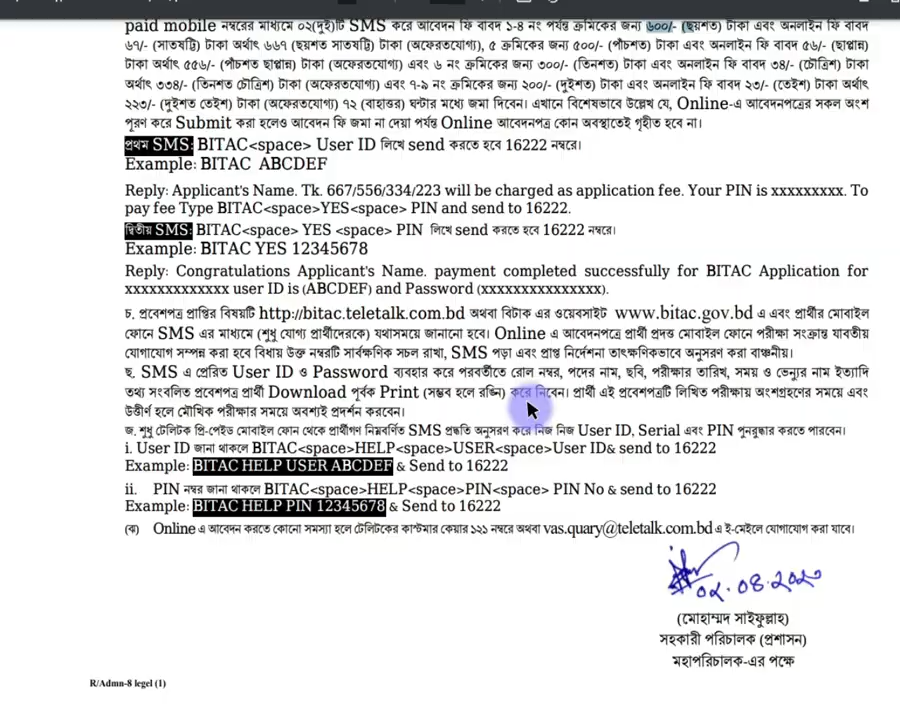 paid mobile নম্বরের মাধ্যমে ০২(দুই)টি SMS করে আবেদন ফি বাবদ ১-৪ নং পর্যন্ত ক্রমিকের জন্য ৬০০/- (ছয়শত) টাকা এবং অনলাইন ফি বাবদ
৬৭/- (সাতষট্টি) টাকা অর্থাৎ ৬৬৭ (ছয়শত সাতষট্টি) টাকা (অফেরতযোগ্য), ৫ ক্রমিকের জন্য ৫০০/- (পাঁচশত) টাকা এবং অনলাইন ফি বাবদ ৫৬/- (ছাপ্পান্ন)
টাকা অর্থাৎ ৫৫৬/- (পাঁচশত ছাপ্পান্ন) টাকা (অফেরতযোগ্য) এবং ৬ নং ক্রমিকের জন্য ৩০০/- (তিনশত) টাকা এবং অনলাইন ফি বাবদ ৩৪/- (চৌত্রিশ) টাকা
অর্থাৎ ৩৩৪/- (তিনশত চৌত্রিশ) টাকা (অফেরতযোগ্য) এবং ৭-৯ নং ক্রমিকের জন্য ২০০/- (দুইশত) টাকা এবং অনলাইন ফি বাবদ ২৩/- (তেইশ) টাকা
২২৩/- (দুইশত তেইশ) টাকা (অফেরতযোগ্য) ৭২ (বাহাত্তর) ঘন্টার মধ্যে জমা দিবেন। এখানে বিশেষভাবে উল্লেখ যে, Online-এ আবেদনপত্রের সকল অংশ
পূরণ করে Submit করা হলেও আবেদন ফি জমা না দেয়া পর্যন্ত Online আবেদনপত্র কোন অবস্থাতেই গৃহীত হবে না।
প্রথম SMS: BITAC<space> User ID লিখে send করতে হবে 16222 নম্বরে।
Example: BITAC ABCDEF
Reply: Applicant's Name. Tk. 667/556/334/223 will be charged as application fee. Your PIN is xxxxxxxxx. To
pay fee Type BITAC<space>YES<space> PIN and send to 16222.
দ্বিতীয় SMS: BITAC<space> YES <space> PIN লিখে send করতে হবে 16222 নম্বরে।
Example: BITAC YES 12345678
Reply: Congratulations Applicant's Name. payment completed successfully for BITAC Application for
xxxxxxxxxxxxx user ID is (ABCDEF) and Password (xxxxxxxxxxxxxxx).
চ. প্রবেশপত্র প্রাপ্তির বিষয়টি http://bitac.teletalk.com.bd অথবা বিটাক এর ওয়েবসাইট www.bitac.gov.bd এ এবং প্রার্থীর মোবাইল
ফোনে SMS এর মাধ্যমে (শুধু যোগ্য প্রার্থীদেরকে) যথাসময়ে জানানো হবে। Online এ আবেদনপত্রে প্রার্থী প্রদত্ত মোবাইল ফোনে পরীক্ষা সংক্রান্ত যাবতীয়
যোগাযোগ সম্পন্ন করা হবে বিধায় উক্ত নম্বরটি সার্বক্ষণিক সচল রাখা, SMS পড়া এবং প্রাপ্ত নির্দেশনা তাৎক্ষণিকভাবে অনুসরণ করা বাঞ্চনীয়।
ছ. SMS এ প্রেরিত User ID ও Password ব্যবহার করে পরবর্তীতে রোল নম্বর, পদের নাম, ছবি, পরীক্ষার তারিখ, সময় ও ভেন্যুর নাম ইত্যাদি
তথ্য সংবলিত প্রবেশপত্র প্রার্থী Download পূর্বক Print (সম্ভব হলে রঙ্গিন) করে নিবেন। প্রার্থী এই প্রবেশপত্রটি লিখিত পরীক্ষায় অংশগ্রহণের সময়ে এবং
উত্তীর্ণ হলে মৌখিক পরীক্ষার সময়ে অবশ্যই প্রদর্শন করবেন।
জ. শুধু টেলিটক প্রি-পেইড মোবাইল ফোন থেকে প্রার্থীগণ নিম্নবর্ণিত SMS পদ্ধতি অনুসরণ করে নিজ নিজ User ID, Serial এবং PIN পুনরুদ্ধার করতে পারবেন।
i. User ID জানা থাকলে BITAC<space>HELP<space>USER<space>User ID& send to 16222
Example: BITAC HELP USER ABCDEF & Send to 16222
ii. PIN নম্বর জানা থাকলে BITAC<space>HELP<space>PIN<space> PIN No & send to 16222
Example: BITAC HELP PIN 12345678 & Send to 16222
(ঝ) Online এ আবেদন করতে কোনো সমস্যা হলে টেলিটকের কাস্টমার কেয়ার ১২১ নম্বরে অথবা vas.quary@teletalk.com.bd এ ই-মেইলে যোগাযোগ করা যাবে।
০২.০৪.২০২৩
(মোহাম্মদ সাইফুল্লাহ)
সহকারী পরিচালক (প্রশাসন)
মহাপরিচালক-এর পক্ষে
R/Admn-8 legel (1)